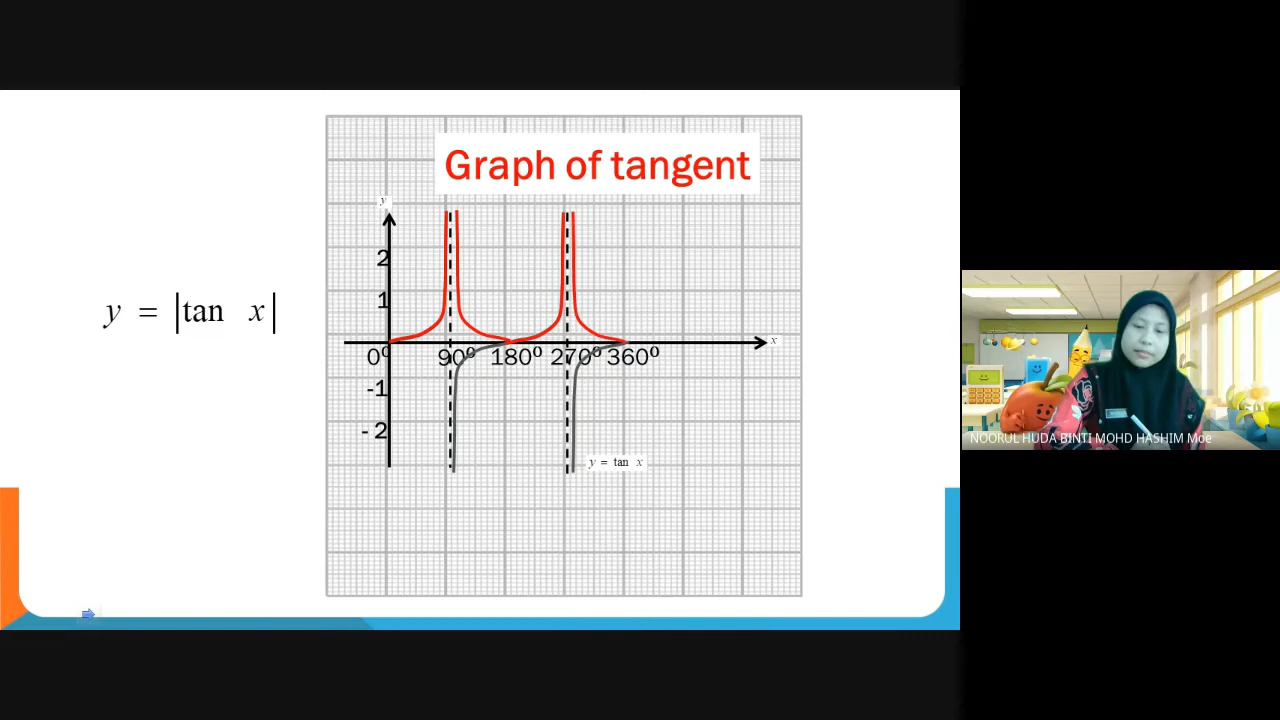 Graph of tangent
y
2
1
y = |tan x|
x
0⁰ 90⁰ 180⁰ 270⁰ 360⁰
-1
- 2
y = tan x
NOORUL HUDA BINTI MOHD HASHIM Moe